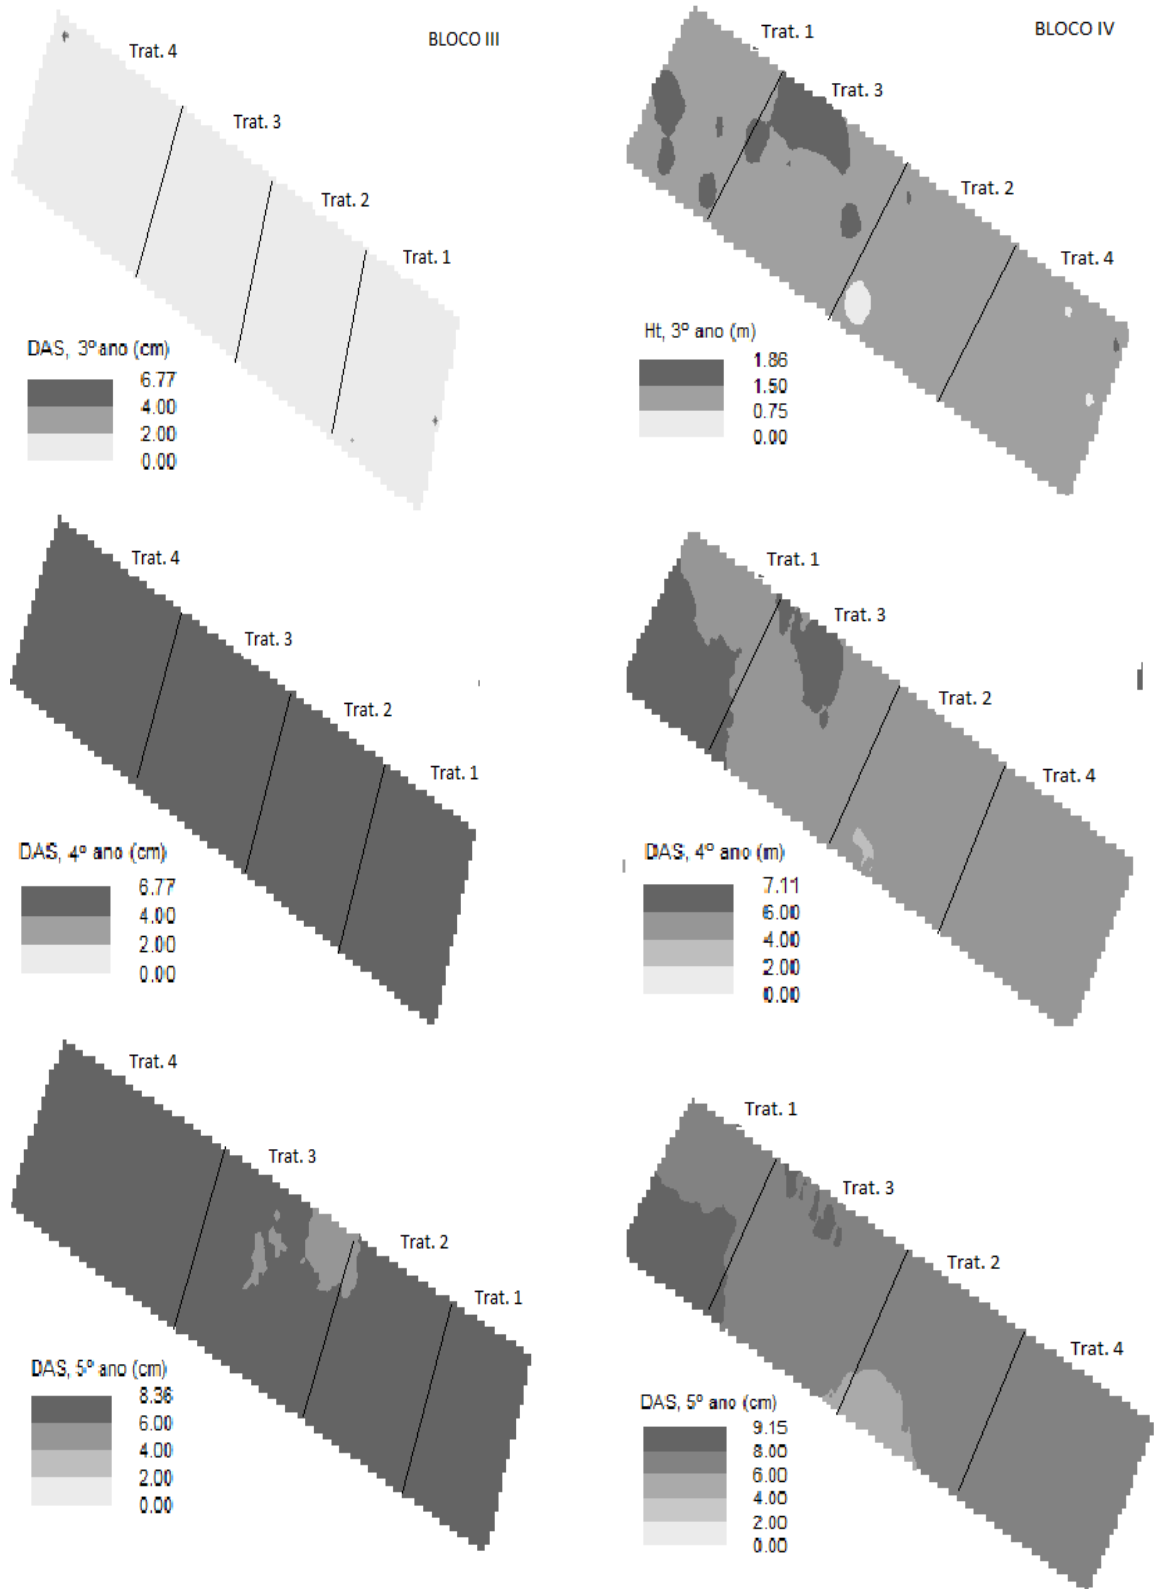 BLOCO III
Trat. 4
Trat. 3
Trat. 2
Trat. 1
DAS, 3º ano (cm)
6.77
4.00
2.00
0.00
BLOCO IV
Trat. 1
Trat. 3
Trat. 2
Trat. 4
Ht, 3º ano (m)
1.86
1.50
0.75
0.00
Trat. 4
Trat. 3
Trat. 2
Trat. 1
DAS, 4º ano (cm)
6.77
4.00
2.00
0.00
Trat. 1
Trat. 3
Trat. 2
Trat. 4
DAS, 4º ano (m)
7.11
6.00
4.00
2.00
0.00
Trat. 4
Trat. 3
Trat. 2
Trat. 1
DAS, 5º ano (cm)
8.36
6.00
4.00
2.00
0.00
Trat. 1
Trat. 3
Trat. 2
Trat. 4
DAS, 5º ano (cm)
9.15
8.00
6.00
4.00
2.00
0.00